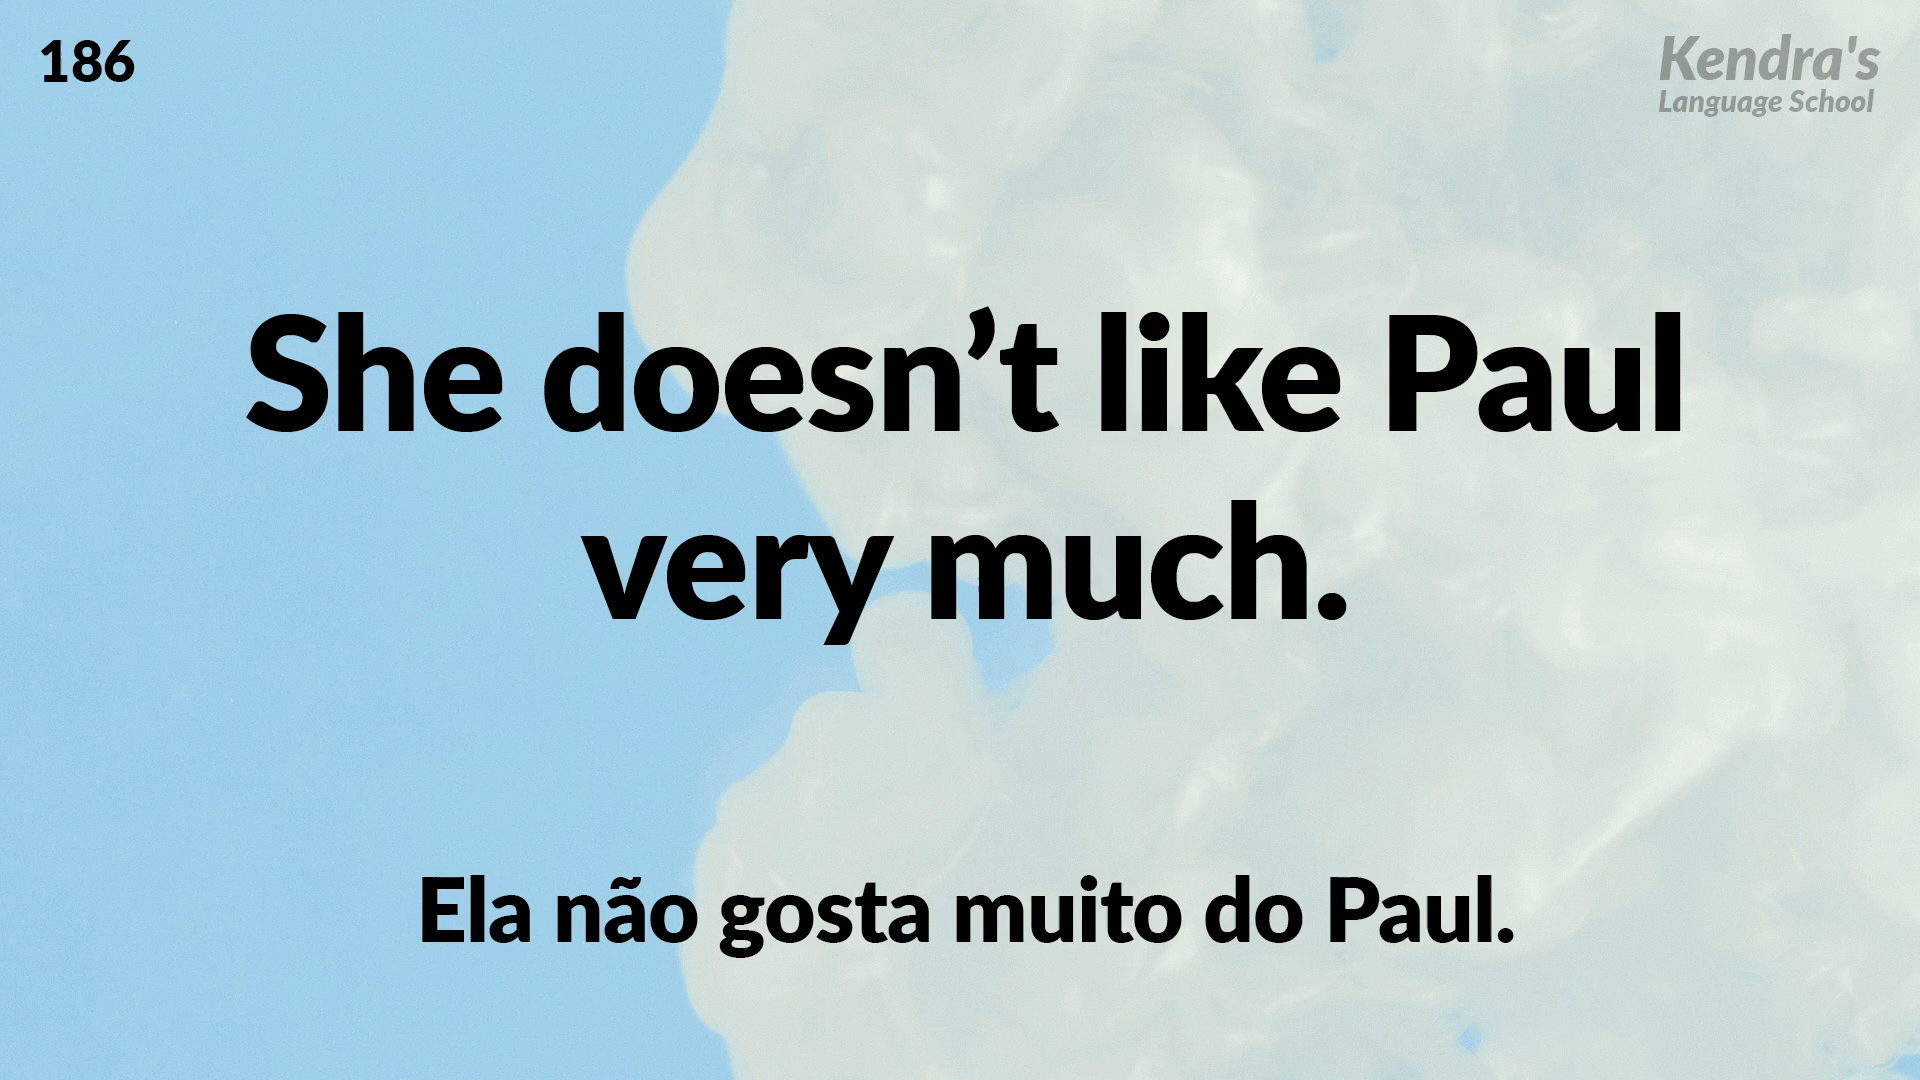 186
Kendra's
Language School
She doesn’t like Paul
very much.
Ela não gosta muito do Paul.